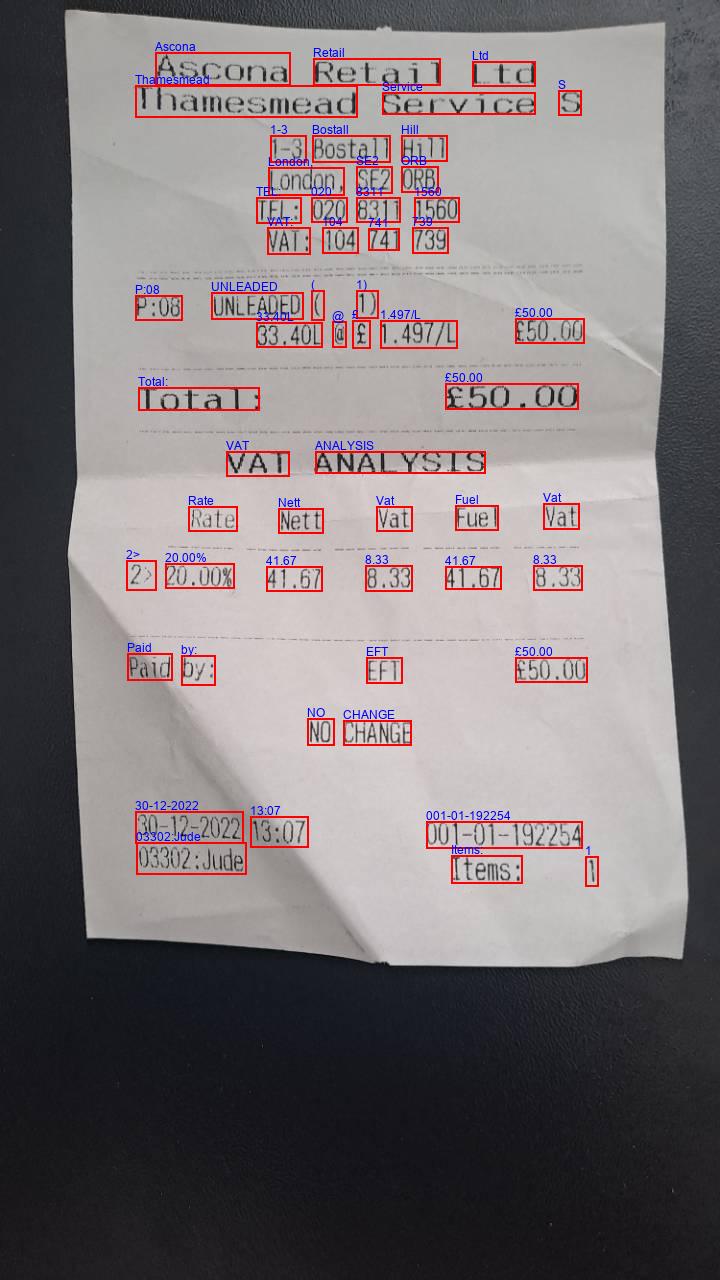 Ascona Retail Ltd
Thamesmead Service S
1-3 Bostall Hill
London, SE2 ORB
TEL: 020 8311 1560
VAT: 104 741 739
P:08 UNLEADED ( 1)
33.40L @ £ 1.497/L £50.00
Total: £50.00
VAT ANALYSIS
Rate Nett Vat Fuel Vat
2> 20.00% 41.67 8.33 41.67 8.33
Paid by: EFT £50.00
NO CHANGE
30-12-2022 13:07 001-01-192254
03302:Jude Items: 1